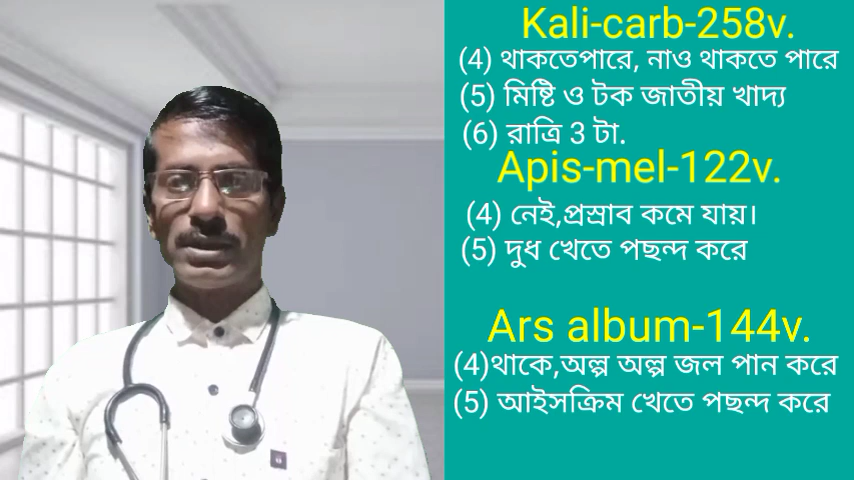 Kali-carb-258v.
(4) থাকতেপারে, নাও থাকতে পারে
(5) মিষ্টি ও টক জাতীয় খাদ্য
(6) রাত্রি 3 টা.
Apis-mel-122v.
(4) নেই,প্রস্রাব কমে যায়।
(5) দুধ খেতে পছন্দ করে
Ars album-144v.
(4)থাকে,অল্প অল্প জল পান করে
(5) আইসক্রিম খেতে পছন্দ করে